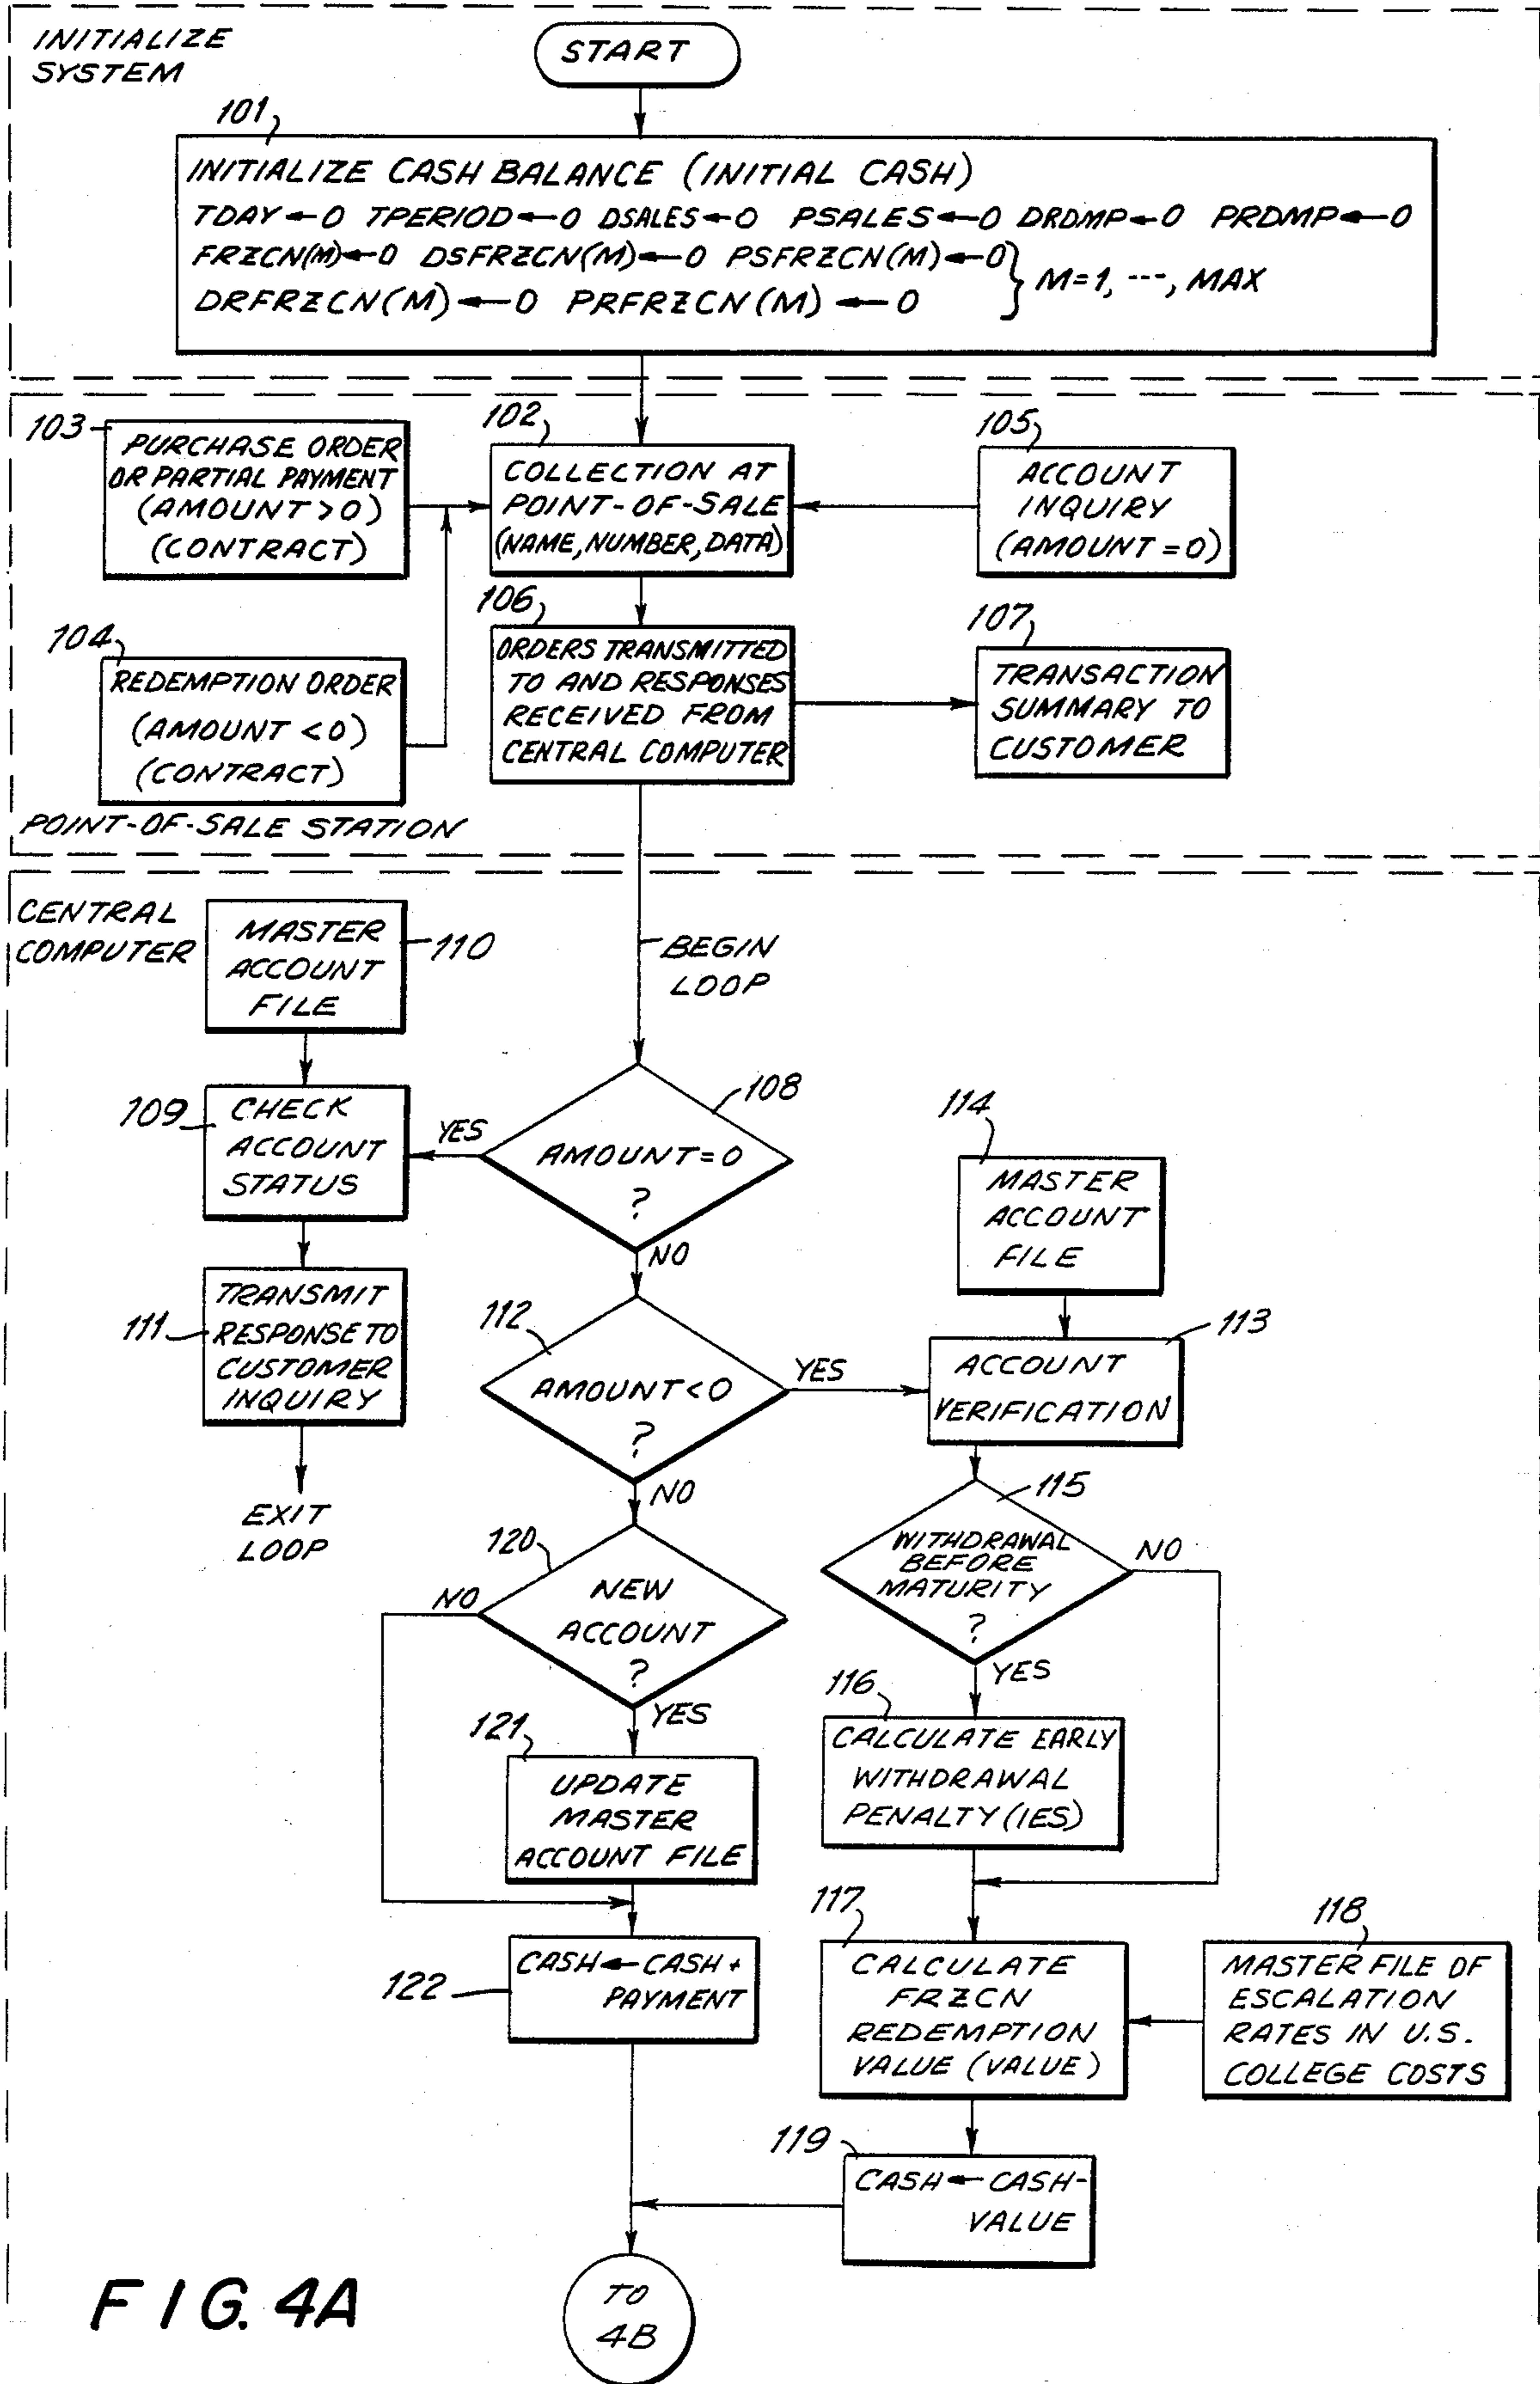 INITIALIZE
SYSTEM
START
101
INITIALIZE CASH BALANCE (INITIAL CASH)
TDAY←0 TPERIOD←0 DSALES←0 PSALES←0 DRDMP←0 PRDMP←0
FRZCN(M)←0 DSFRZCN(M)←0 PSFRZCN(M)←0
DRFRZCN(M)←0 PRFRZCN(M)←0
} M=1, ---, MAX
103
PURCHASE ORDER
OR PARTIAL PAYMENT
(AMOUNT>0)
(CONTRACT)
102
COLLECTION AT
POINT-OF-SALE
(NAME, NUMBER, DATA)
105
ACCOUNT
INQUIRY
(AMOUNT=0)
104
REDEMPTION ORDER
(AMOUNT<0)
(CONTRACT)
106
ORDERS TRANSMITTED
TO AND RESPONSES
RECEIVED FROM
CENTRAL COMPUTER
107
TRANSACTION
SUMMARY TO
CUSTOMER
POINT-OF-SALE STATION
CENTRAL
COMPUTER
MASTER
ACCOUNT
FILE
110
BEGIN
LOOP
109
CHECK
ACCOUNT
STATUS
YES
108
AMOUNT=0
?
NO
114
MASTER
ACCOUNT
FILE
111
TRANSMIT
RESPONSE TO
CUSTOMER
INQUIRY
EXIT
LOOP
112
AMOUNT<0
?
YES
NO
113
ACCOUNT
VERIFICATION
115
WITHDRAWAL
BEFORE
MATURITY
?
NO
YES
120
NEW
ACCOUNT
?
NO
YES
116
CALCULATE EARLY
WITHDRAWAL
PENALTY(IES)
121
UPDATE
MASTER
ACCOUNT FILE
122
CASH←CASH+
PAYMENT
117
CALCULATE
FRZCN
REDEMPTION
VALUE (VALUE)
118
MASTER FILE OF
ESCALATION
RATES IN U.S.
COLLEGE COSTS
119
CASH←CASH-
VALUE
TO
4B
FIG. 4A